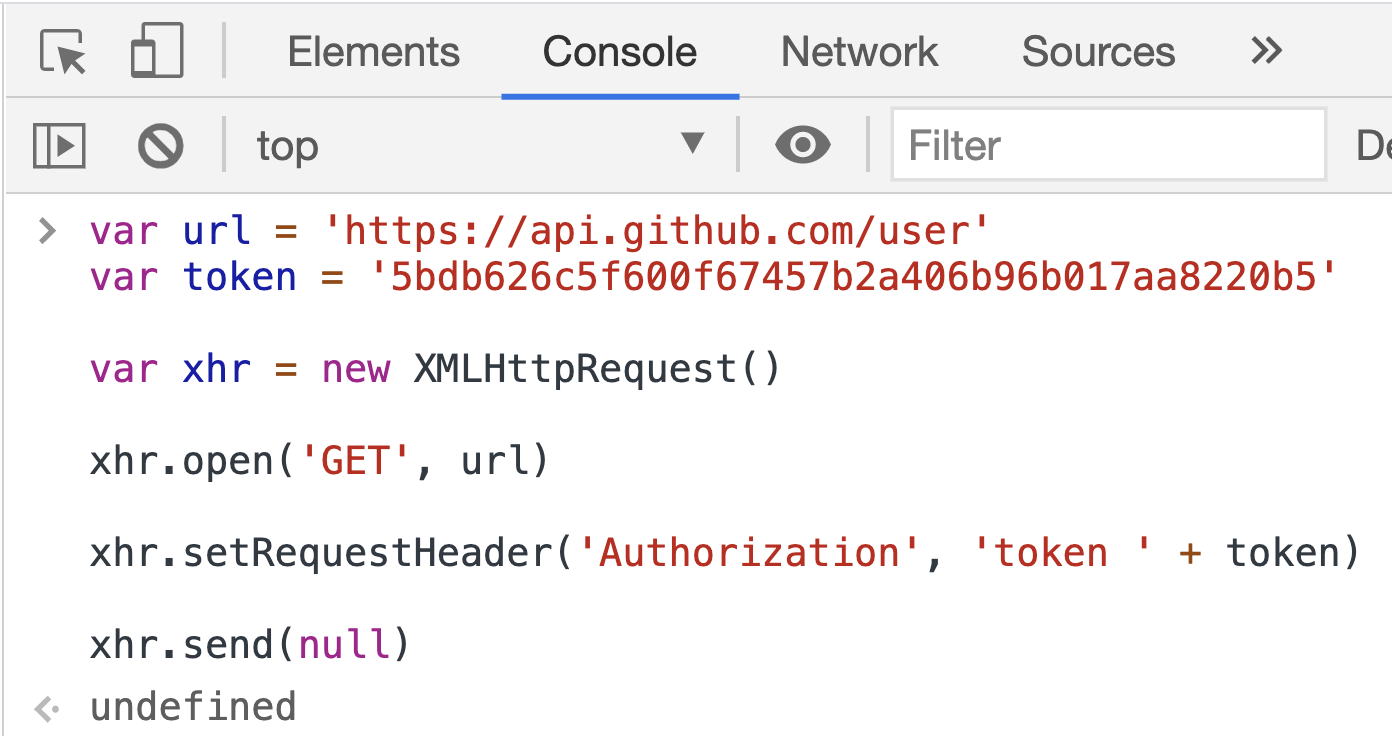 Elements Console Network Sources
top Filter De
var url = 'https://api.github.com/user'
var token = '5bdb626c5f600f67457b2a406b96b017aa8220b5'
var xhr = new XMLHttpRequest()
xhr.open('GET', url)
xhr.setRequestHeader('Authorization', 'token ' + token)
xhr.send(null)
undefined